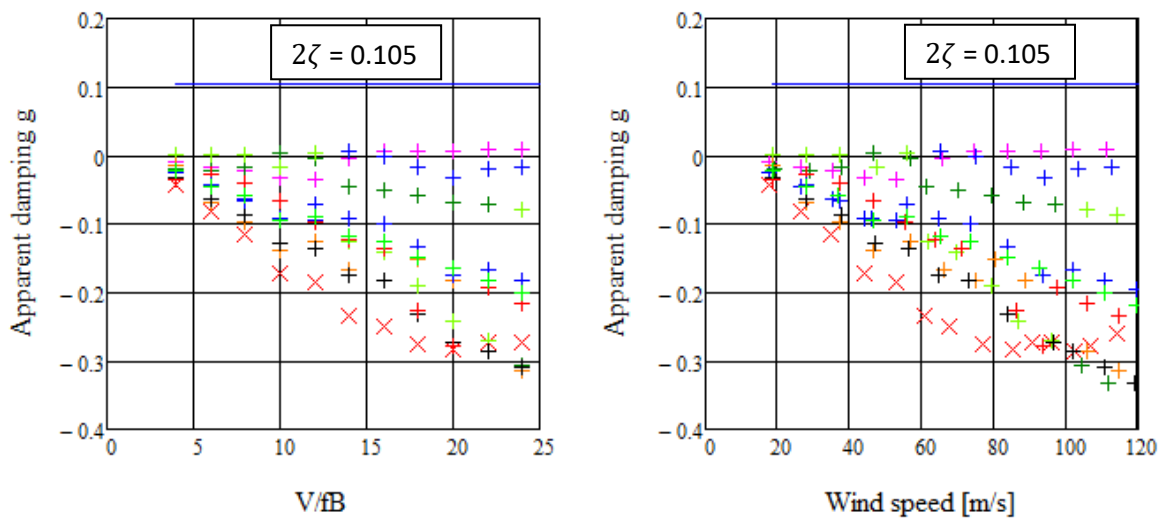 2ζ = 0.105
Apparent damping g
0.2
0.1
0
− 0.1
− 0.2
− 0.3
− 0.4
0 5 10 15 20 25
V/fB
2ζ = 0.105
Apparent damping g
0.2
0.1
0
− 0.1
− 0.2
− 0.3
− 0.4
0 20 40 60 80 100 120
Wind speed [m/s]